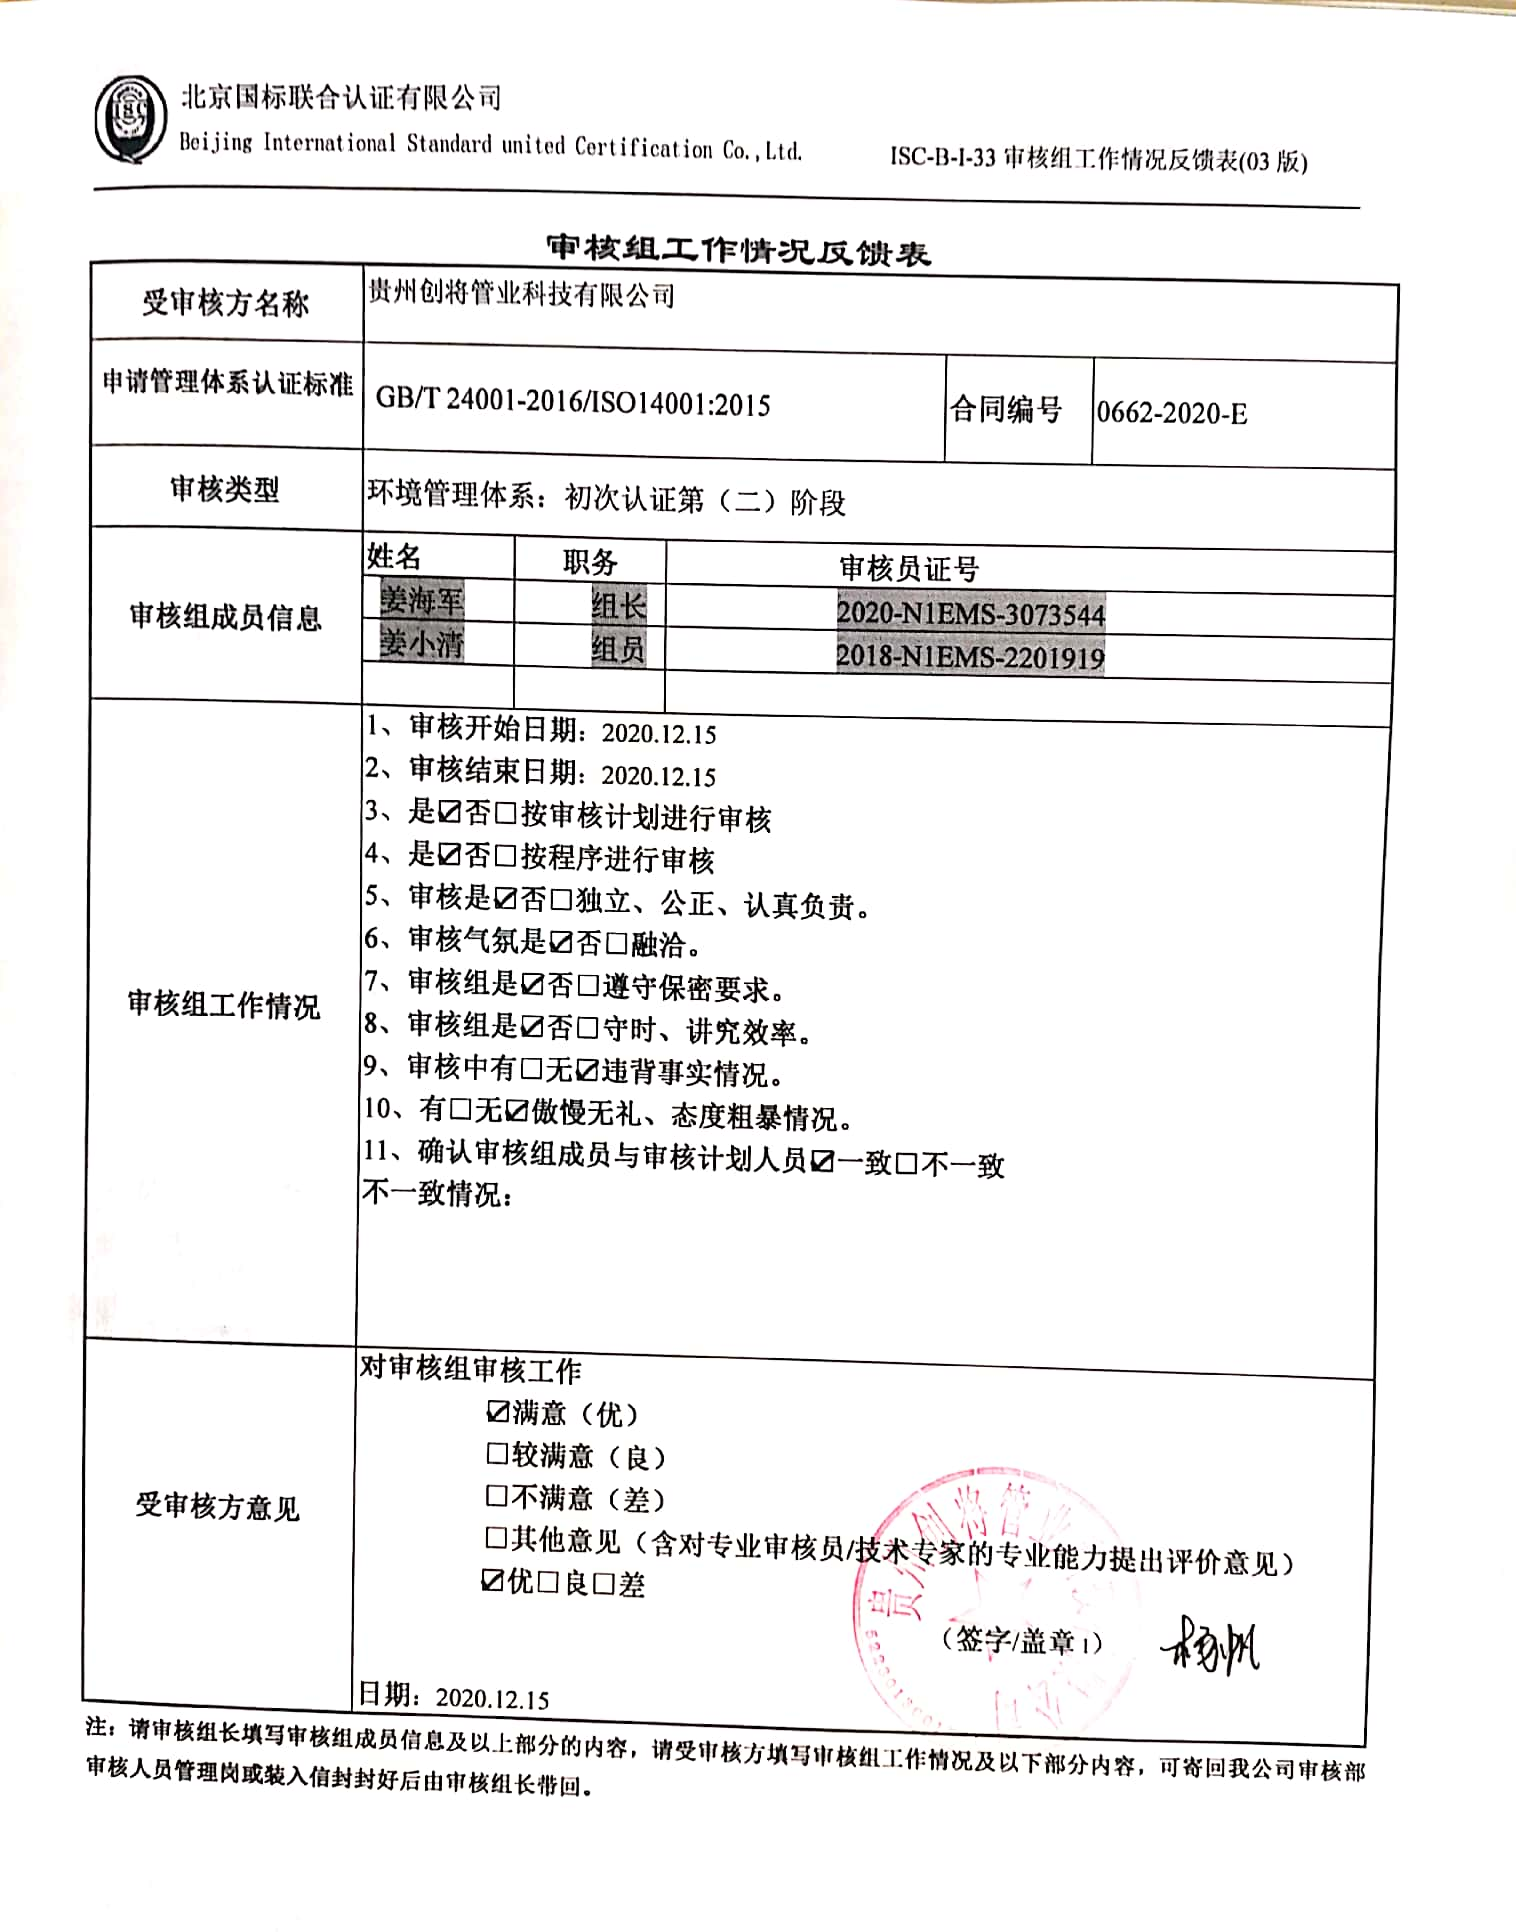 北京国标联合认证有限公司
Beijing International Standard united Certification Co.,Ltd.
ISC-B-I-33 审核组工作情况反馈表(03 版)
审核组工作情况反馈表
受审核方名称 贵州创将管业科技有限公司
申请管理体系认证标准 GB/T 24001-2016/ISO14001:2015 合同编号 0662-2020-E
审核类型 环境管理体系：初次认证第（二）阶段
审核组成员信息
姓名 职务 审核员证号
姜海军 组长 2020-N1EMS-3073544
姜小清 组员 2018-N1EMS-2201919
审核组工作情况
1、审核开始日期：2020.12.15
2、审核结束日期：2020.12.15
3、是☑否□按审核计划进行审核
4、是☑否□按程序进行审核
5、审核是☑否□独立、公正、认真负责。
6、审核气氛是☑否□融洽。
7、审核组是☑否□遵守保密要求。
8、审核组是☑否□守时、讲究效率。
9、审核中有□无☑违背事实情况。
10、有□无☑傲慢无礼、态度粗暴情况。
11、确认审核组成员与审核计划人员☑一致□不一致
不一致情况：
受审核方意见
对审核组审核工作
☑满意（优）
□较满意（良）
□不满意（差）
□其他意见（含对专业审核员/技术专家的专业能力提出评价意见）
☑优□良□差
贵州创将管业
（签字/盖章1） 杨帆
日期：2020.12.15
注：请审核组长填写审核组成员信息及以上部分的内容，请受审核方填写审核组工作情况及以下部分内容，可寄回我公司审核部
审核人员管理岗或装入信封封好后由审核组长带回。